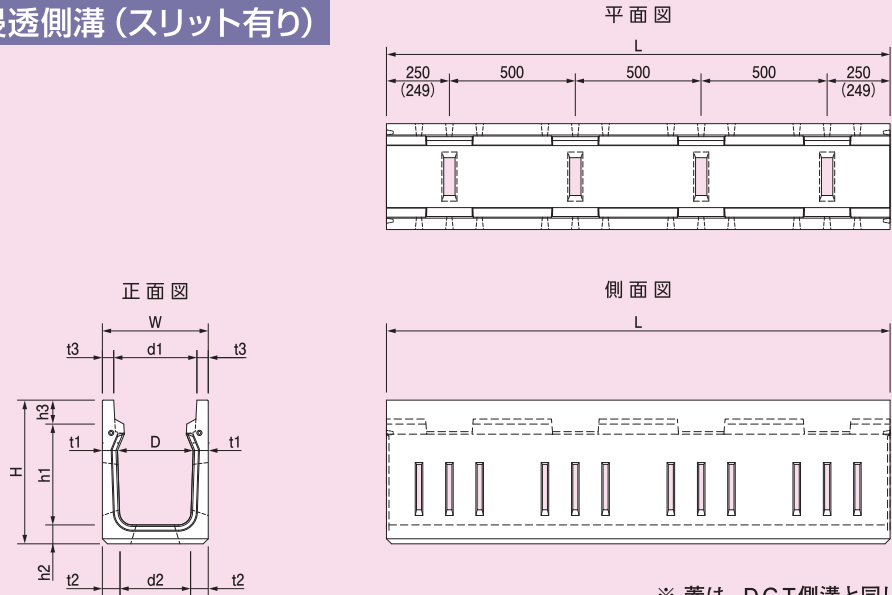 浸透側溝（スリット有り）
平面図
L
250 500 500 500 250
(249) (249)
正面図
W
t3 d1 t3
h3
t1 D t1
H
h1
h2
t2 d2 t2
側面図
L
※ 蓋は、DCT側溝と同じ